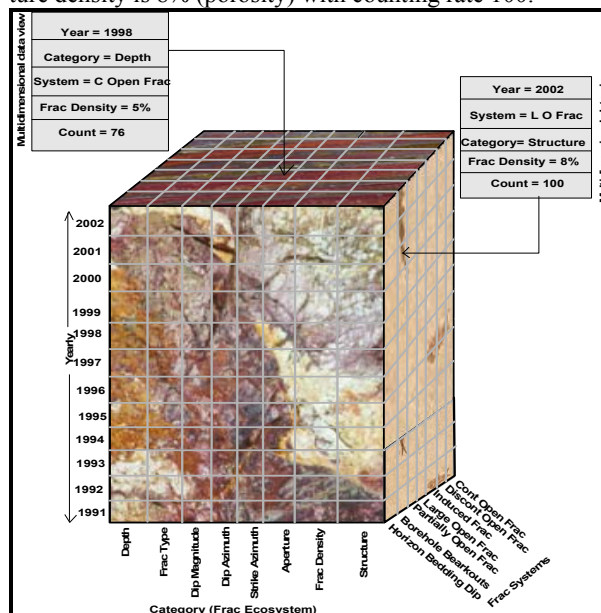 ture density is 8% (porosity) with counting rate 100.
Multidimensional data view
Year = 1998
Category = Depth
System = C Open Frac
Frac Density = 5%
Count = 76
Year = 2002
System = L O Frac
Category= Structure
Frac Density = 8%
Count = 100
Yearly
2002
2001
2000
1999
1998
1997
1996
1995
1994
1993
1992
1991
Depth
Frac Type
Dip Magnitude
Dip Azimuth
Strike Azimuth
Aperture
Frac Density
Structure
Category (Frac Ecosystem)
Cont Open Frac
Discont Open Frac
Induced Frac
Large Open Frac
Partially Open Frac
Borehole Bearkouts
Horizon Bedding Dip
Frac Systems